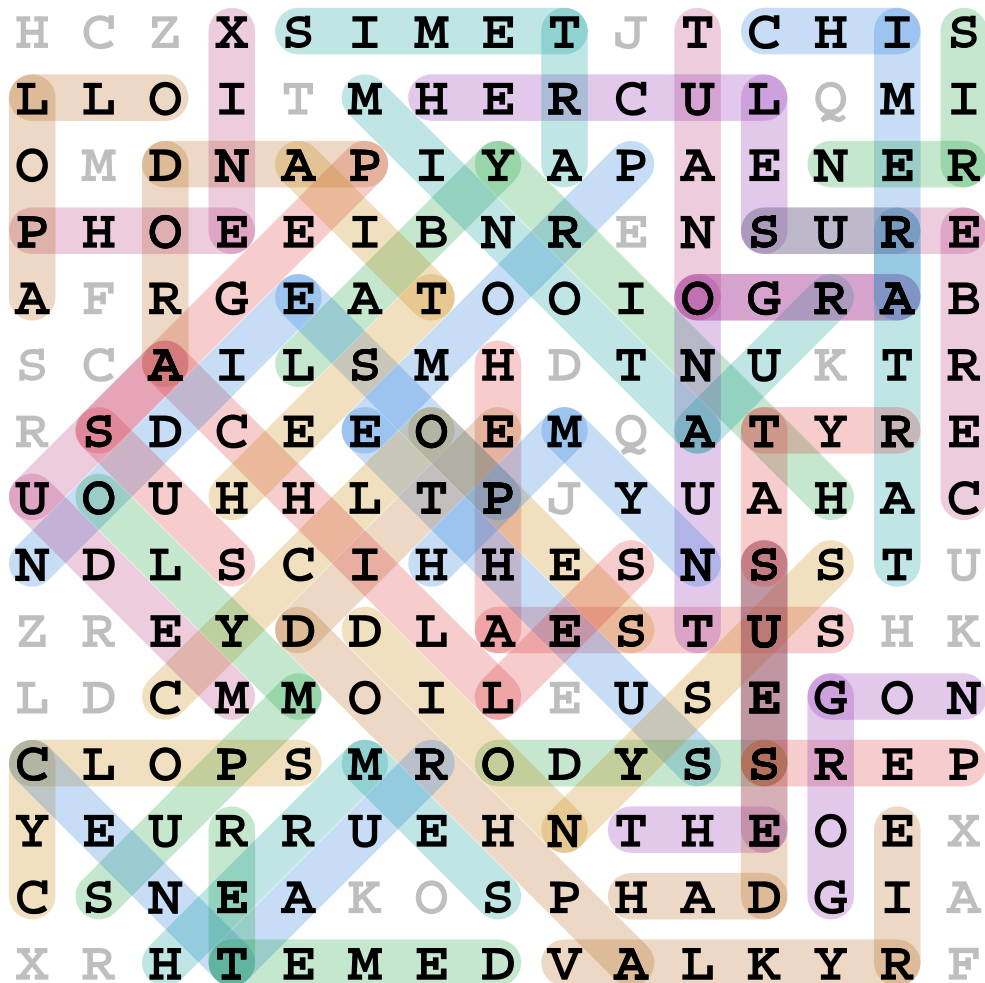 H C Z X S I M E T J T C H I S
L L O I T M H E R C U L Q M I
O M D N A P I Y A P A E N E R
P H O E E I B N R E N S U R E
A F R G E A T O O I O G R A B
S C A I L S M H D T N U K T R
R S D C E E O E M Q A T Y R E
U O U H H L T P J Y U A H A C
N D L S C I H H E S N S S T U
Z R E Y D D L A E S T U S H K
L D C M M O I L E U S E G O N
C L O P S M R O D Y S S R E P
Y E U R R U E H N T H E O E X
C S N E A K O S P H A D G I A
X R H T E M E D V A L K Y R F